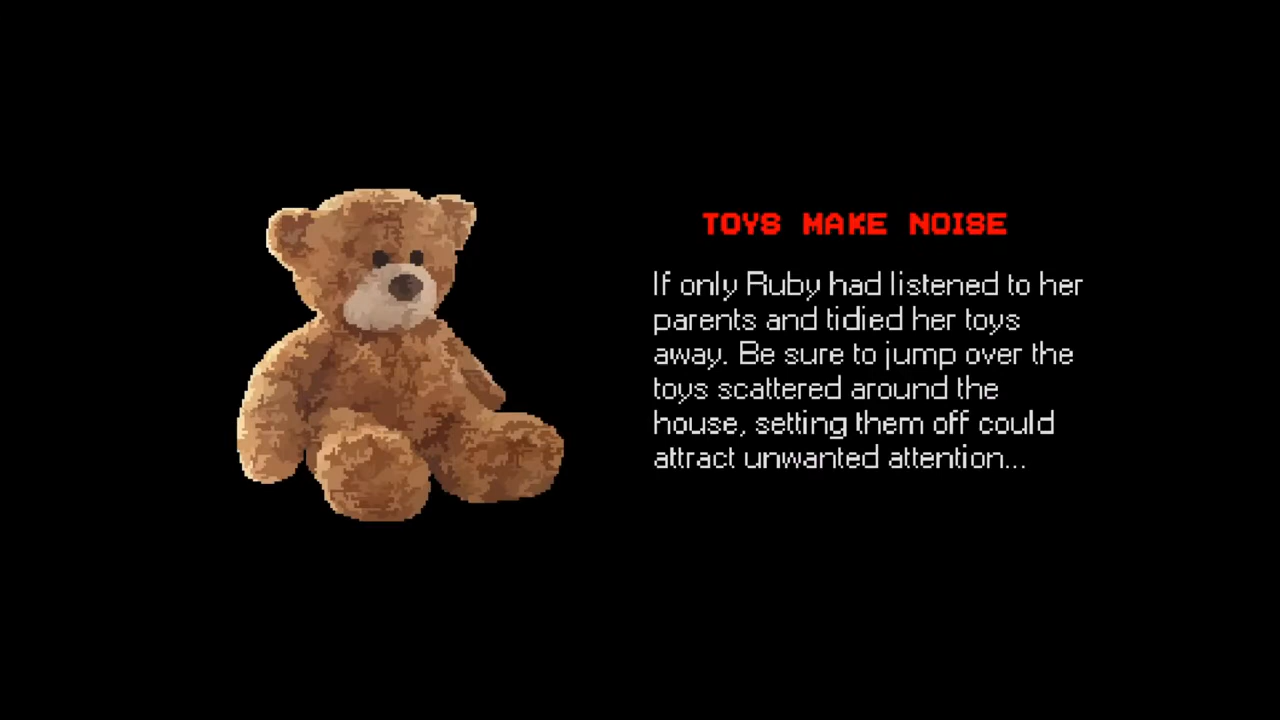 TOYS MAKE NOISE
If only Ruby had listened to her
parents and tidied her toys
away. Be sure to jump over the
toys scattered around the
house, setting them off could
attract unwanted attention...